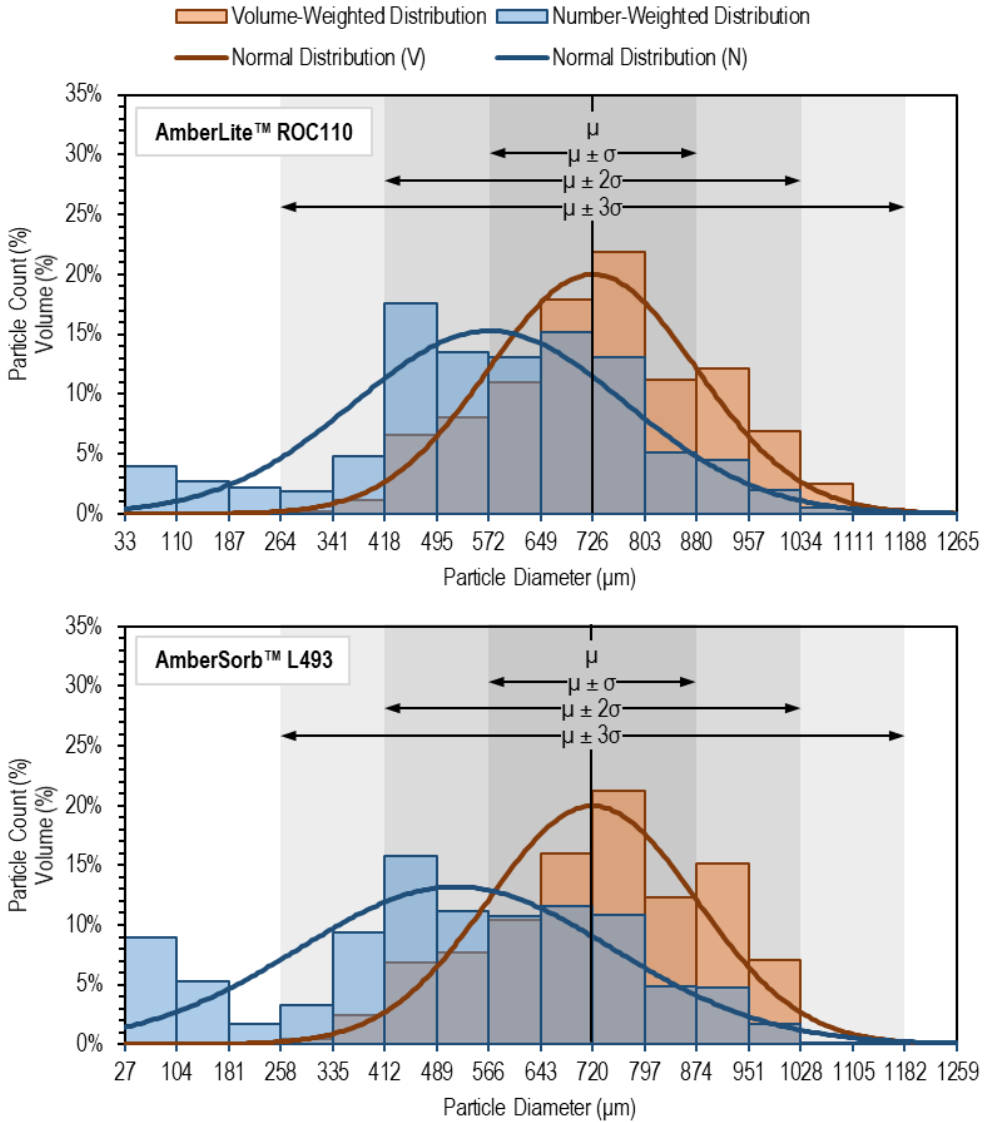 Volume-Weighted Distribution
Number-Weighted Distribution
Normal Distribution (V)
Normal Distribution (N)
AmberLite™ ROC110
µ
µ ± σ
µ ± 2σ
µ ± 3σ
35%
30%
25%
20%
15%
10%
5%
0%
Particle Count (%)
Volume (%)
33 110 187 264 341 418 495 572 649 726 803 880 957 1034 1111 1188 1265
Particle Diameter (µm)
AmberSorb™ L493
µ
µ ± σ
µ ± 2σ
µ ± 3σ
35%
30%
25%
20%
15%
10%
5%
0%
Particle Count (%)
Volume (%)
27 104 181 258 335 412 489 566 643 720 797 874 951 1028 1105 1182 1259
Particle Diameter (µm)